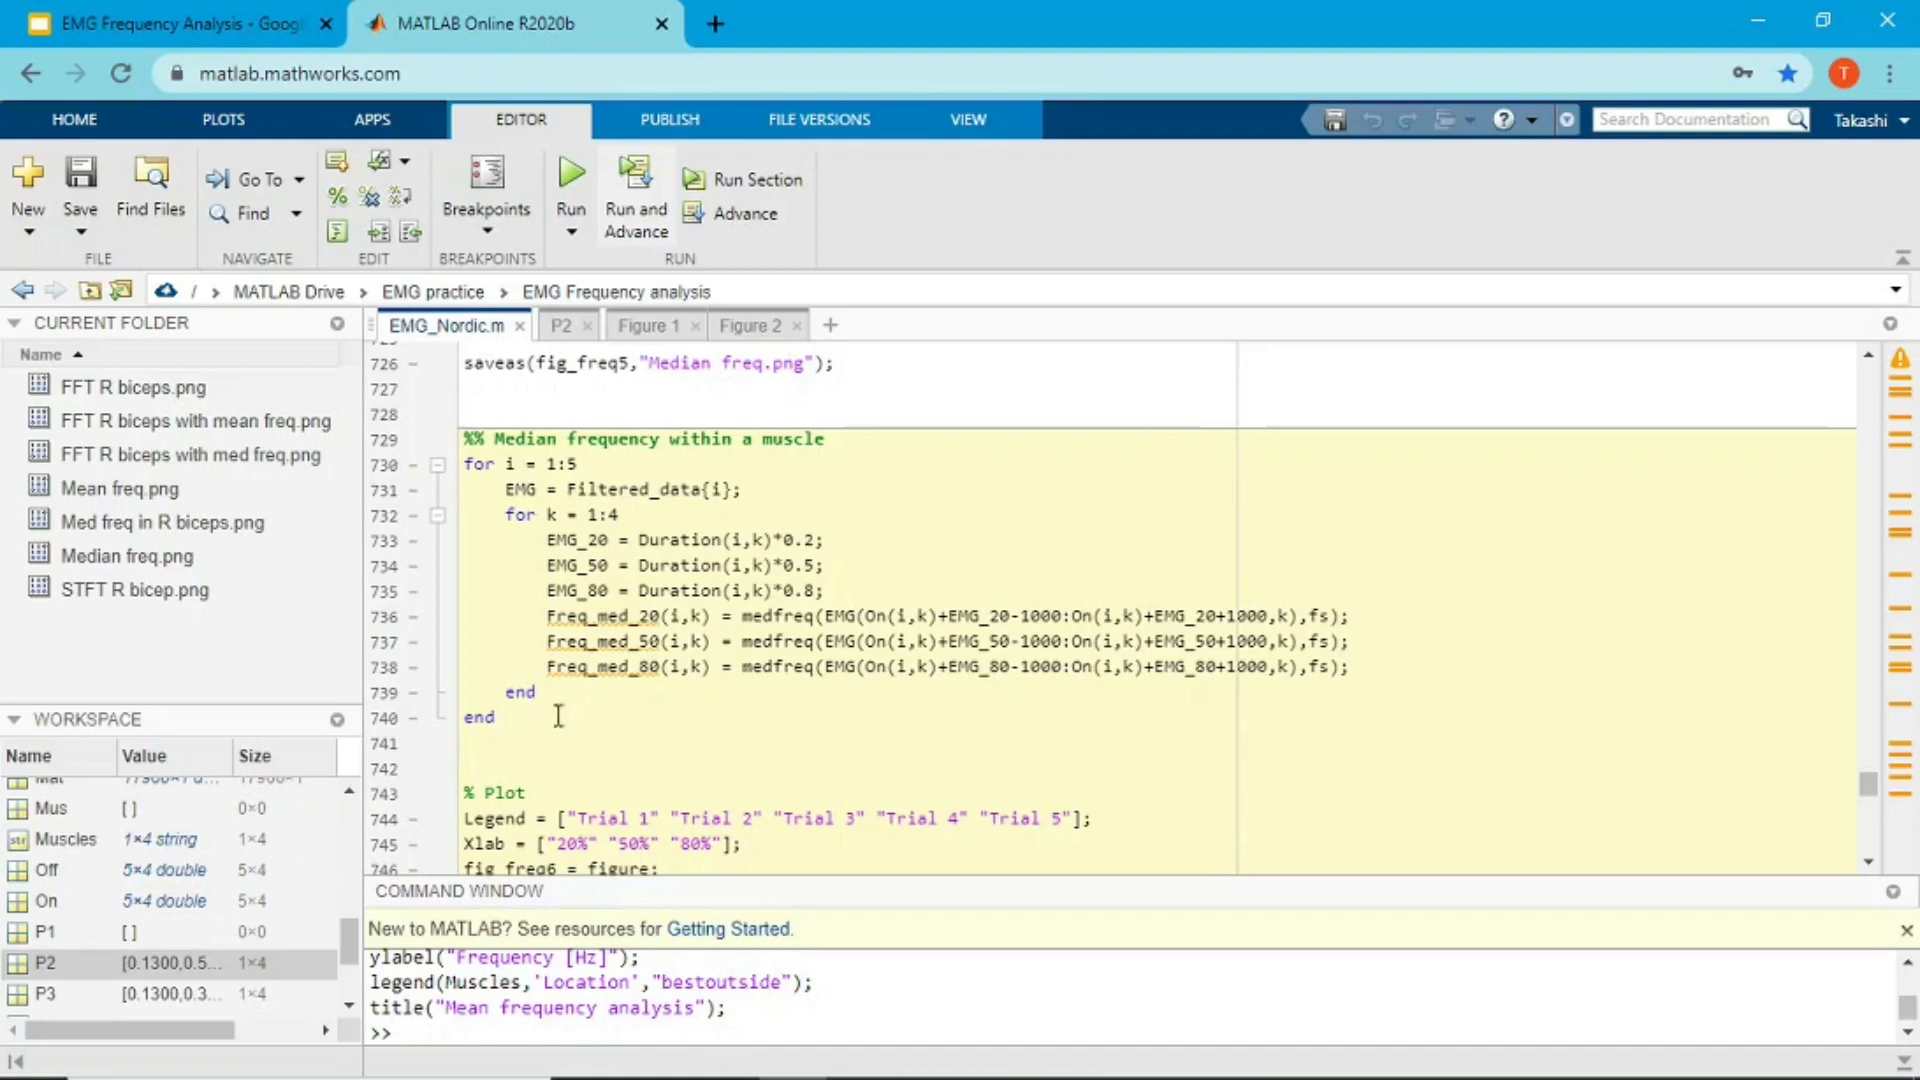 EMG Frequency Analysis - Goog
MATLAB Online R2020b
matlab.mathworks.com
T
HOME
PLOTS
APPS
EDITOR
PUBLISH
FILE VERSIONS
VIEW
Search Documentation
Takashi
New
Save
Find Files
Go To
Find
Breakpoints
Run
Run and Advance
Run Section
Advance
FILE
NAVIGATE
EDIT
BREAKPOINTS
RUN
/ > MATLAB Drive > EMG practice > EMG Frequency analysis
CURRENT FOLDER
Name
FFT R biceps.png
FFT R biceps with mean freq.png
FFT R biceps with med freq.png
Mean freq.png
Med freq in R biceps.png
Median freq.png
STFT R bicep.png
WORKSPACE
Name Value Size
Mus [ ] 0×0
str Muscles 1×4 string 1×4
Off 5×4 double 5×4
On 5×4 double 5×4
P1 [ ] 0×0
P2 [0.1300,0.5... 1×4
P3 [0.1300,0.3... 1×4
EMG_Nordic.m P2 Figure 1 Figure 2
726 saveas(fig_freq5,"Median freq.png");
727
728
729 %% Median frequency within a muscle
730 for i = 1:5
731 EMG = Filtered_data{i};
732 for k = 1:4
733 EMG_20 = Duration(i,k)*0.2;
734 EMG_50 = Duration(i,k)*0.5;
735 EMG_80 = Duration(i,k)*0.8;
736 Freq_med_20(i,k) = medfreq(EMG(On(i,k)+EMG_20-1000:On(i,k)+EMG_20+1000,k),fs);
737 Freq_med_50(i,k) = medfreq(EMG(On(i,k)+EMG_50-1000:On(i,k)+EMG_50+1000,k),fs);
738 Freq_med_80(i,k) = medfreq(EMG(On(i,k)+EMG_80-1000:On(i,k)+EMG_80+1000,k),fs);
739 end
740 end
741
742
743 % Plot
744 Legend = ["Trial 1" "Trial 2" "Trial 3" "Trial 4" "Trial 5"];
745 Xlab = ["20%" "50%" "80%"];
746 fig_freq6 = figure;
COMMAND WINDOW
New to MATLAB? See resources for Getting Started.
ylabel("Frequency [Hz]");
legend(Muscles,'Location',"bestoutside");
title("Mean frequency analysis");
>>